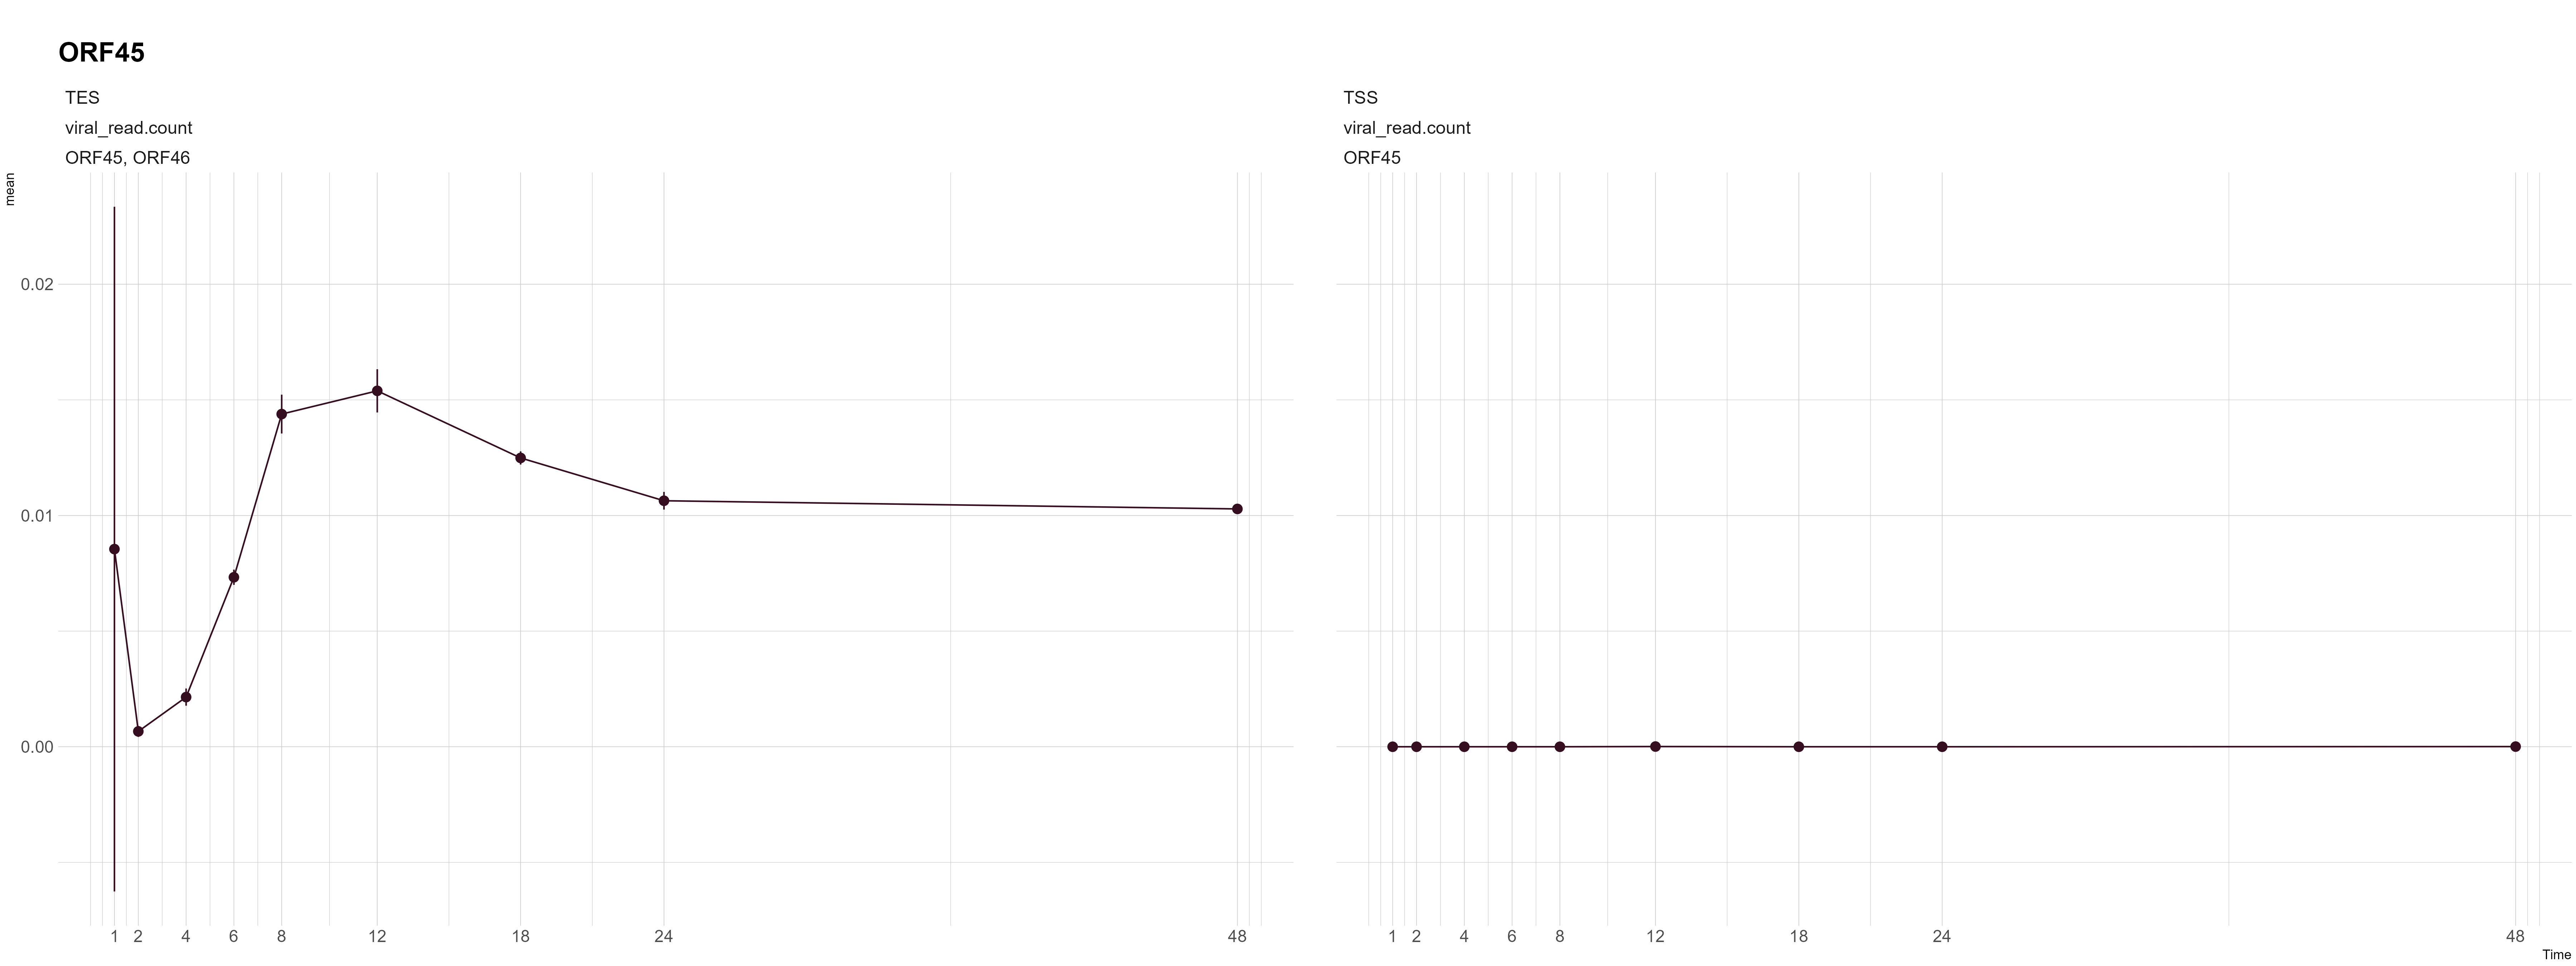 ORF45
TES
viral_read.count
ORF45, ORF46
TSS
viral_read.count
ORF45
mean
0.02
0.01
0.00
1 2 4 6 8 12 18 24 48
1 2 4 6 8 12 18 24 48
Time